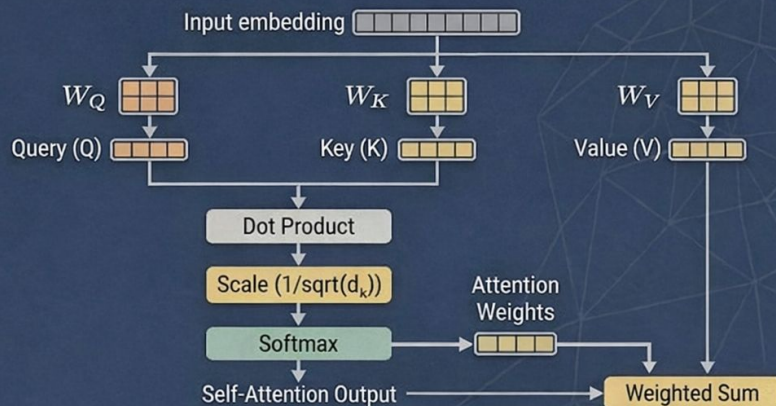 Input embedding
W_Q
W_K
W_V
Query (Q)
Key (K)
Value (V)
Dot Product
Scale (1/sqrt(d_k))
Attention
Weights
Softmax
Self-Attention Output
Weighted Sum